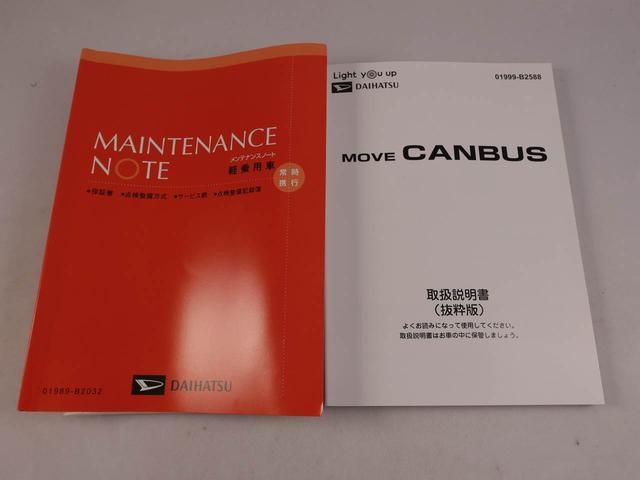 MAINTENANCE
NOTE
メンテナンスノート
軽乗用車
常時
携行
●保証書 ●点検整備方式 ●サービス網 ●点検整備記録簿
DAIHATSU
01989-B2032
Light you up
DAIHATSU
01999-B2588
MOVE CANBUS
取扱説明書
（抜粋版）
よくお読みになって使用してください。
取扱説明書はお車の中に保管しましょう。